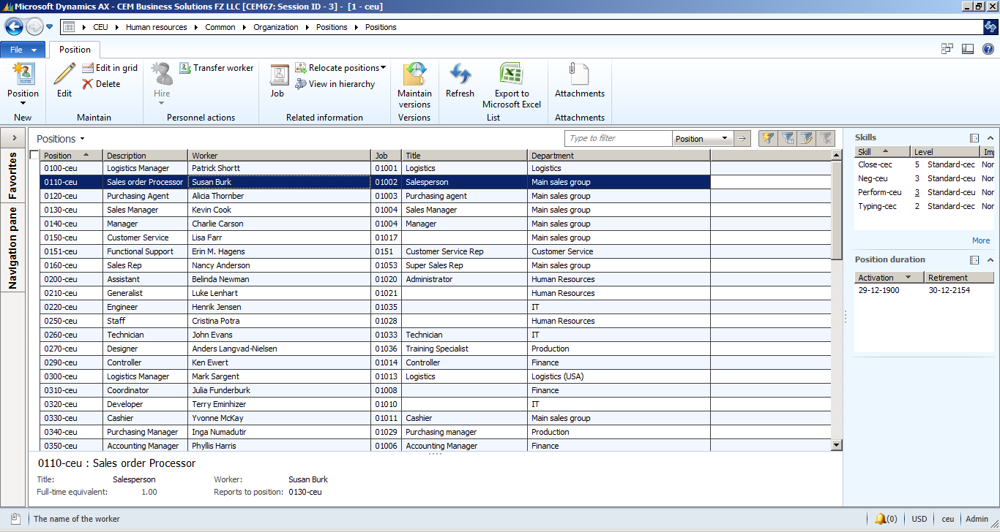 Microsoft Dynamics AX - CEM Business Solutions FZ LLC [CEM67: Session ID - 3] - [1 - ceu]
CEU Human resources Common Organization Positions Positions
File Position
Position Edit Edit in grid Delete Hire Transfer worker Job Relocate positions View in hierarchy Maintain versions Refresh Export to Microsoft Excel Attachments
New Maintain Personnel actions Related information Versions List Attachments
Favorites
Navigation pane
Positions Type to filter Position
Position Description Worker Job Title Department
0100-ceu Logistics Manager Patrick Shortt 01001 Logistics Logistics
0110-ceu Sales order Processor Susan Burk 01002 Salesperson Main sales group
0120-ceu Purchasing Agent Alicia Thornber 01003 Purchasing agent Main sales group
0130-ceu Sales Manager Kevin Cook 01004 Sales Manager Main sales group
0140-ceu Manager Charlie Carson 01004 Manager Main sales group
0150-ceu Customer Service Lisa Farr 01017 Main sales group
0151-ceu Functional Support Erin M. Hagens 0151 Customer Service Rep Customer Service
0160-ceu Sales Rep Nancy Anderson 01053 Super Sales Rep Main sales group
0200-ceu Assistant Belinda Newman 01020 Administrator Human Resources
0210-ceu Generalist Luke Lenhart 01021 Human Resources
0220-ceu Engineer Henrik Jensen 01035 IT
0250-ceu Staff Cristina Potra 01028 Human Resources
0260-ceu Technician John Evans 01033 Technician IT
0270-ceu Designer Anders Langvad-Nielsen 01036 Training Specialist Production
0290-ceu Controller Ken Ewert 01014 Controller Finance
0300-ceu Logistics Manager Mark Sargent 01013 Logistics Logistics (USA)
0310-ceu Coordinator Julia Funderburk 01008 Finance
0320-ceu Developer Terry Eminhizer 01010 IT
0330-ceu Cashier Yvonne McKay 01011 Cashier Main sales group
0340-ceu Purchasing Manager Inga Numadutir 01029 Purchasing manager Production
0350-ceu Accounting Manager Phyllis Harris 01006 Accounting Manager Finance
Skills
Skill Level Imp
Close-cec 5 Standard-cec Nor
Neg-ceu 3 Standard-ceu Nor
Perform-ceu 3 Standard-ceu Nor
Typing-cec 2 Standard-cec Nor
More
Position duration
Activation Retirement
29-12-1900 30-12-2154
0110-ceu : Sales order Processor
Title: Salesperson Worker: Susan Burk
Full-time equivalent: 1.00 Reports to position: 0130-ceu
The name of the worker (0) USD ceu Admin